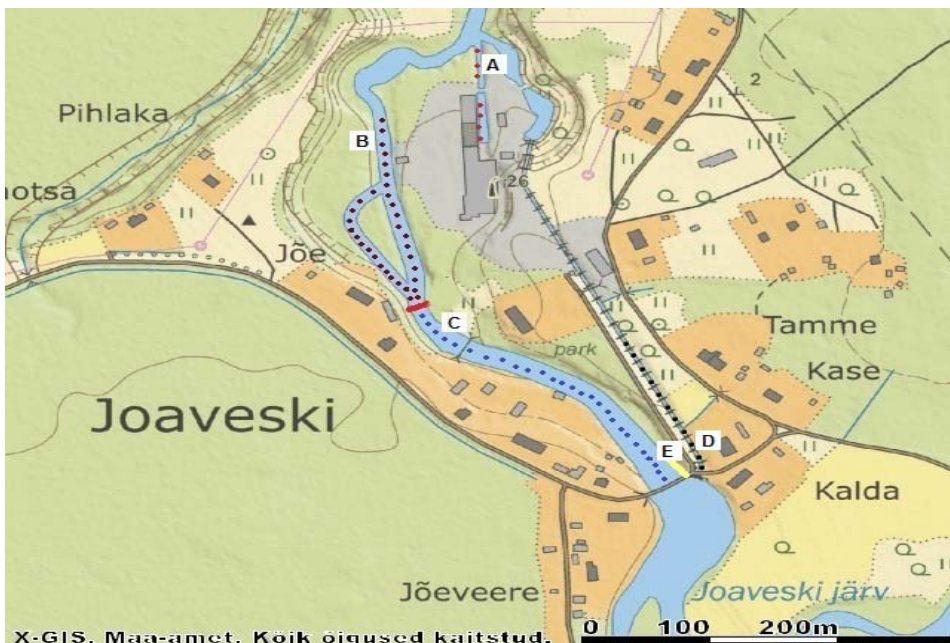 A
2
Pihlaka
B
26
notsa
Jõe
C
Tamme
park
Kase
Joaveski
E
D
Kalda
Jõeveere
Joaveski järv
0 100 200m
X-GIS. Maa-amet. Kõik õigused kaitstud.